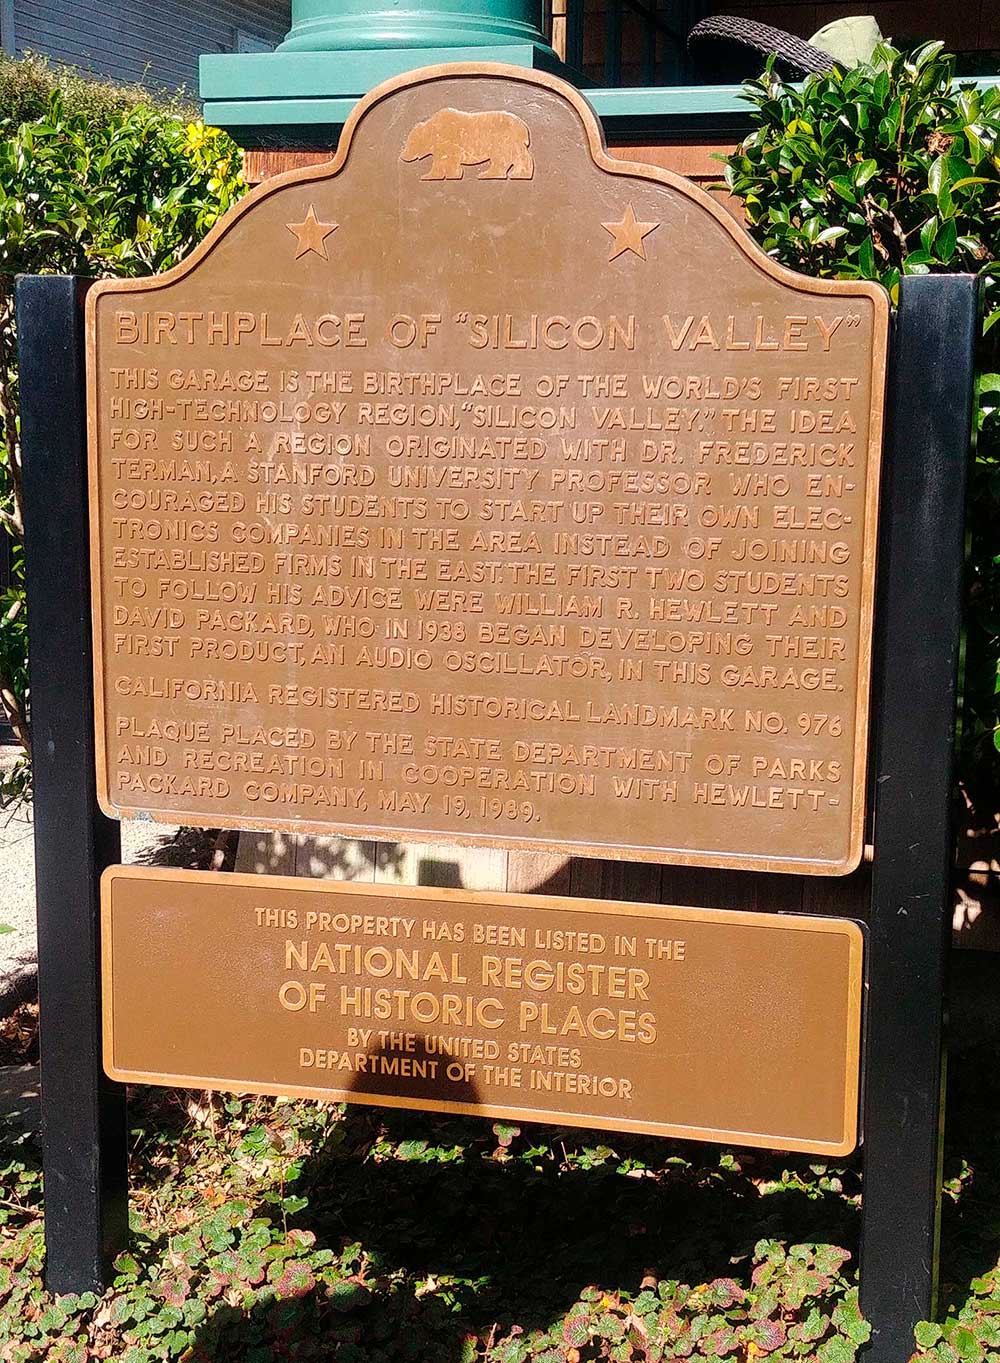 BIRTHPLACE OF "SILICON VALLEY"
THIS GARAGE IS THE BIRTHPLACE OF THE WORLD'S FIRST
HIGH-TECHNOLOGY REGION, "SILICON VALLEY." THE IDEA
FOR SUCH A REGION ORIGINATED WITH DR. FREDERICK
TERMAN, A STANFORD UNIVERSITY PROFESSOR WHO EN-
COURAGED HIS STUDENTS TO START UP THEIR OWN ELEC-
TRONICS COMPANIES IN THE AREA INSTEAD OF JOINING
ESTABLISHED FIRMS IN THE EAST. THE FIRST TWO STUDENTS
TO FOLLOW HIS ADVICE WERE WILLIAM R. HEWLETT AND
DAVID PACKARD, WHO IN 1938 BEGAN DEVELOPING THEIR
FIRST PRODUCT, AN AUDIO OSCILLATOR, IN THIS GARAGE.
CALIFORNIA REGISTERED HISTORICAL LANDMARK NO. 976
PLAQUE PLACED BY THE STATE DEPARTMENT OF PARKS
AND RECREATION IN COOPERATION WITH HEWLETT-
PACKARD COMPANY, MAY 19, 1989.
THIS PROPERTY HAS BEEN LISTED IN THE
NATIONAL REGISTER
OF HISTORIC PLACES
BY THE UNITED STATES
DEPARTMENT OF THE INTERIOR